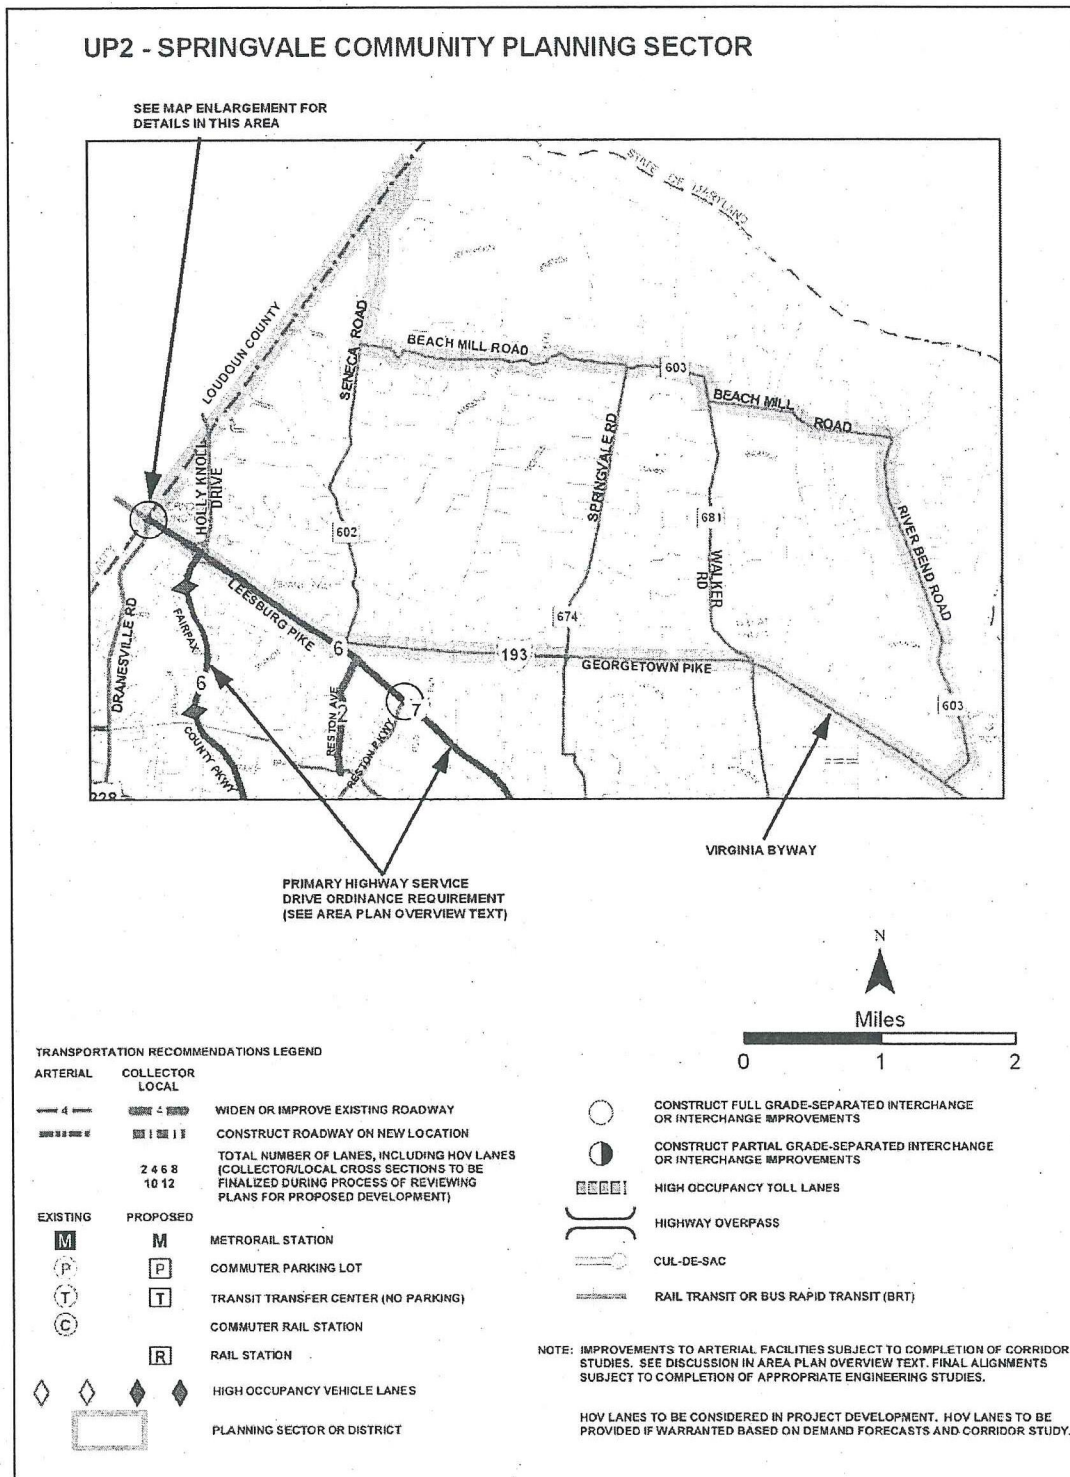 UP2 - SPRINGVALE COMMUNITY PLANNING SECTOR
SEE MAP ENLARGEMENT FOR
DETAILS IN THIS AREA
STATE OF MARYLAND
LOUDOUN COUNTY
SENECA ROAD
BEACH MILL ROAD
603
BEACH MILL
ROAD
HOLLY KNOLL
DRIVE
SPRINGVALE RD
602
681
WALKER
RD
RIVER BEND ROAD
LEESBURG PIKE
DRANESVILLE RD
FAIRFAX
6
COUNTY PKWY
6
193
674
GEORGETOWN PIKE
RESTON AVE
2
RESTON PKWY
7
603
228
VIRGINIA BYWAY
PRIMARY HIGHWAY SERVICE
DRIVE ORDINANCE REQUIREMENT
(SEE AREA PLAN OVERVIEW TEXT)
N
Miles
0 1 2
TRANSPORTATION RECOMMENDATIONS LEGEND
ARTERIAL COLLECTOR
LOCAL
4 4 WIDEN OR IMPROVE EXISTING ROADWAY
CONSTRUCT ROADWAY ON NEW LOCATION
2 4 6 8
10 12
TOTAL NUMBER OF LANES, INCLUDING HOV LANES
(COLLECTOR/LOCAL CROSS SECTIONS TO BE
FINALIZED DURING PROCESS OF REVIEWING
PLANS FOR PROPOSED DEVELOPMENT)
EXISTING PROPOSED
M M METRORAIL STATION
P P COMMUTER PARKING LOT
T T TRANSIT TRANSFER CENTER (NO PARKING)
C COMMUTER RAIL STATION
R RAIL STATION
HIGH OCCUPANCY VEHICLE LANES
PLANNING SECTOR OR DISTRICT
CONSTRUCT FULL GRADE-SEPARATED INTERCHANGE
OR INTERCHANGE IMPROVEMENTS
CONSTRUCT PARTIAL GRADE-SEPARATED INTERCHANGE
OR INTERCHANGE IMPROVEMENTS
HIGH OCCUPANCY TOLL LANES
HIGHWAY OVERPASS
CUL-DE-SAC
RAIL TRANSIT OR BUS RAPID TRANSIT (BRT)
NOTE: IMPROVEMENTS TO ARTERIAL FACILITIES SUBJECT TO COMPLETION OF CORRIDOR
STUDIES. SEE DISCUSSION IN AREA PLAN OVERVIEW TEXT. FINAL ALIGNMENTS
SUBJECT TO COMPLETION OF APPROPRIATE ENGINEERING STUDIES.
HOV LANES TO BE CONSIDERED IN PROJECT DEVELOPMENT. HOV LANES TO BE
PROVIDED IF WARRANTED BASED ON DEMAND FORECASTS AND CORRIDOR STUDY.